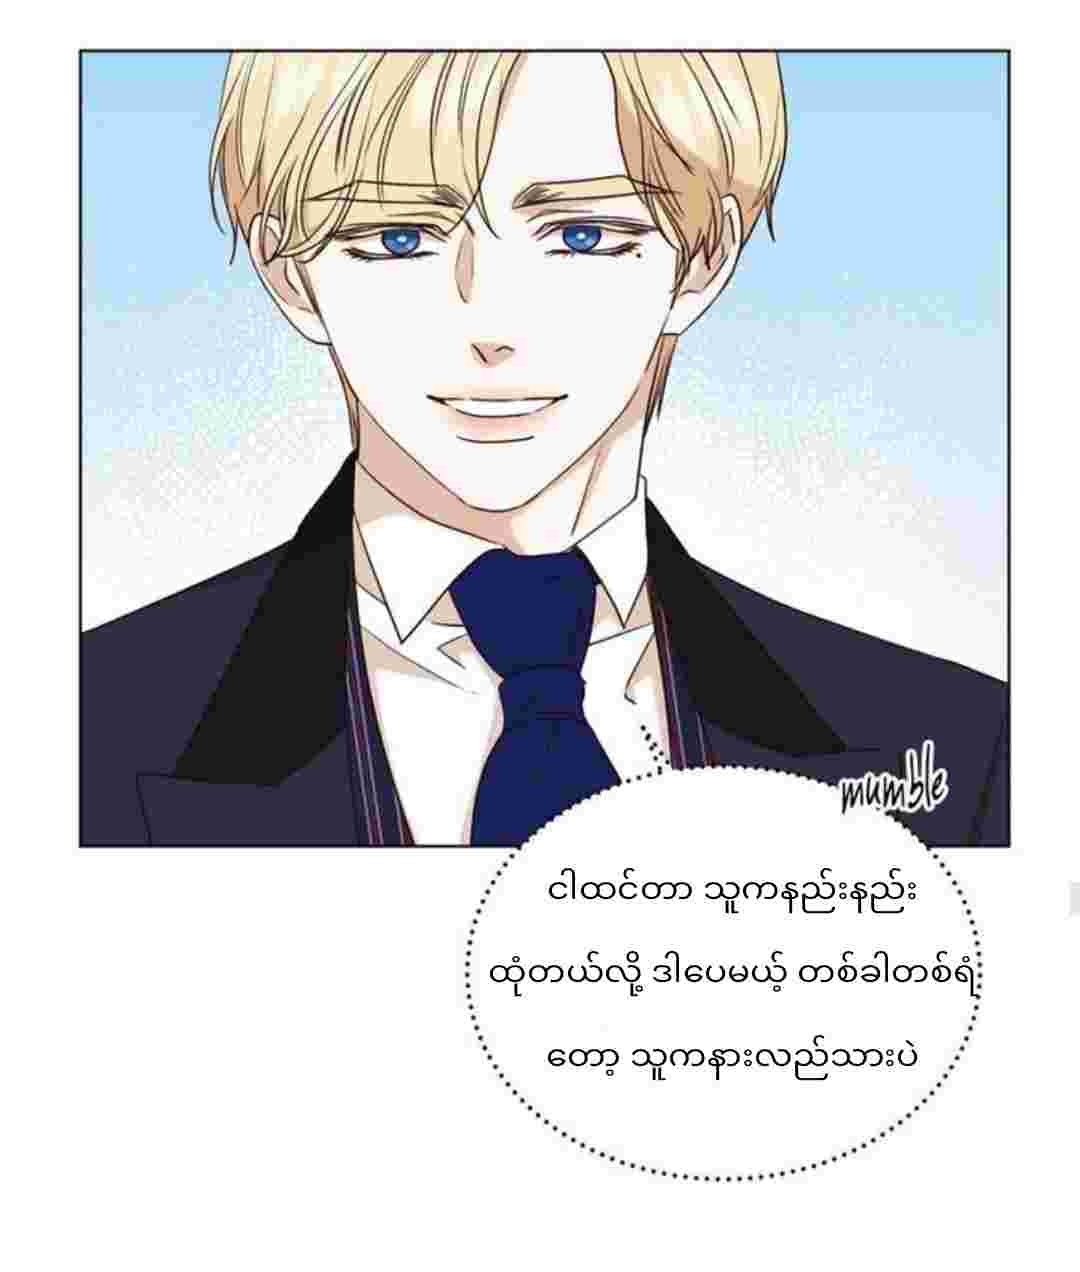 mumble
ငါထင်တာ သူကနည်းနည်း
ထုံတယ်လို့ ဒါပေမယ့် တစ်ခါတစ်ရံ
တော့ သူကနားလည်သားပဲ